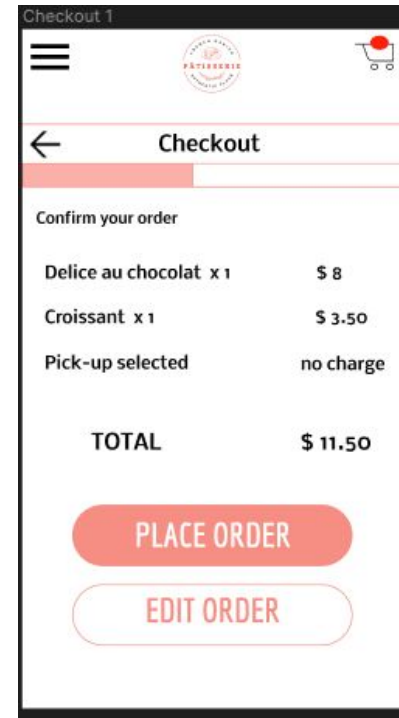 Checkout 1
PÂTISSERIE
Checkout
Confirm your order
Delice au chocolat x 1 $ 8
Croissant x 1 $ 3.50
Pick-up selected no charge
TOTAL $ 11.50
PLACE ORDER
EDIT ORDER